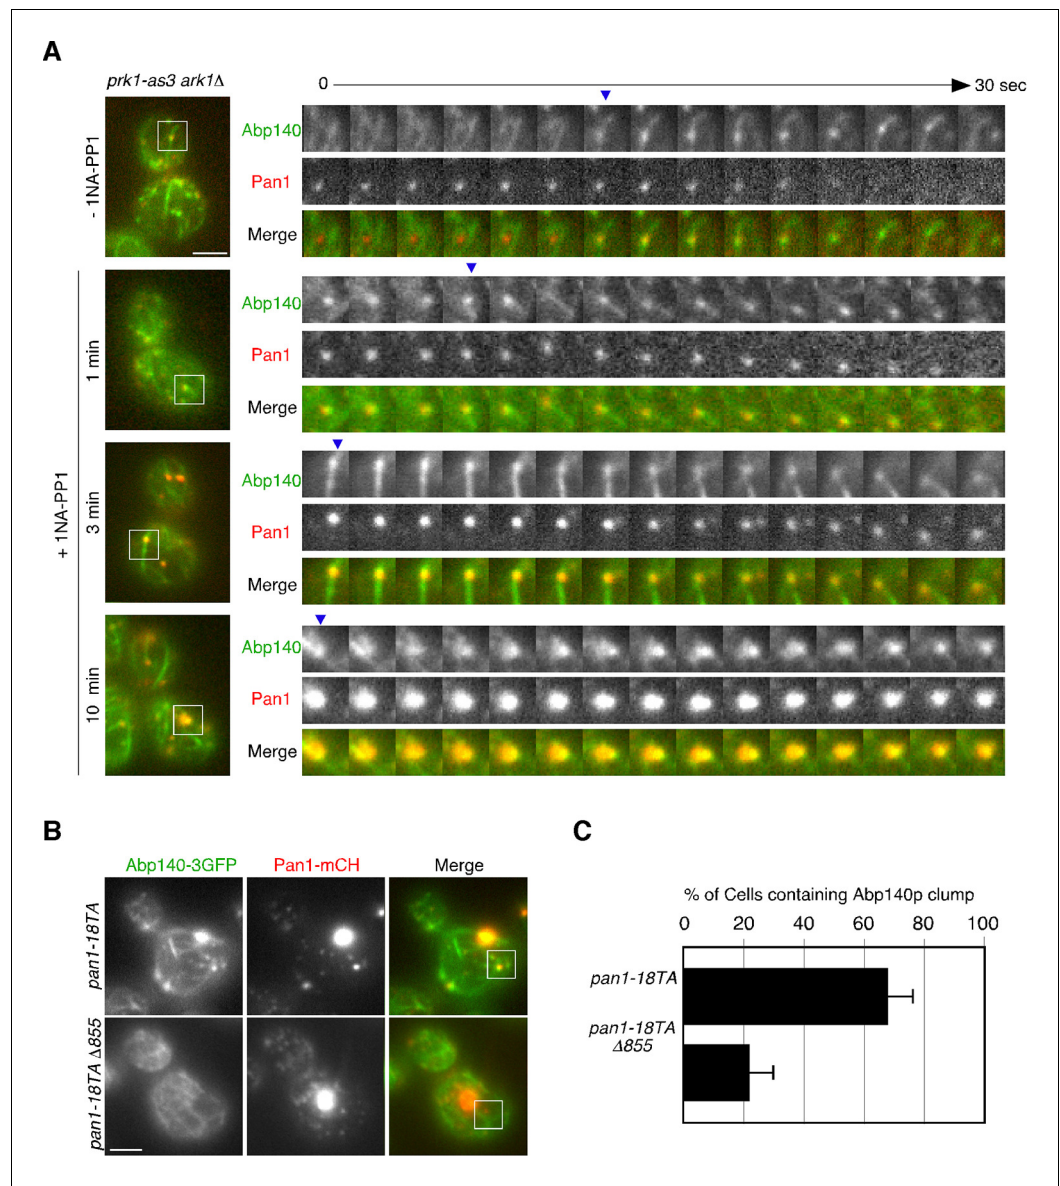 A
prk1-as3 ark1Δ
0
30 sec
- 1NA-PP1
Abp140
Pan1
Merge
+ 1NA-PP1
1 min
Abp140
Pan1
Merge
3 min
Abp140
Pan1
Merge
10 min
Abp140
Pan1
Merge
B
Abp140-3GFP
Pan1-mCH
Merge
pan1-18TA
pan1-18TA Δ855
C
% of Cells containing Abp140p clump
0 20 40 60 80 100
pan1-18TA
pan1-18TA
Δ855